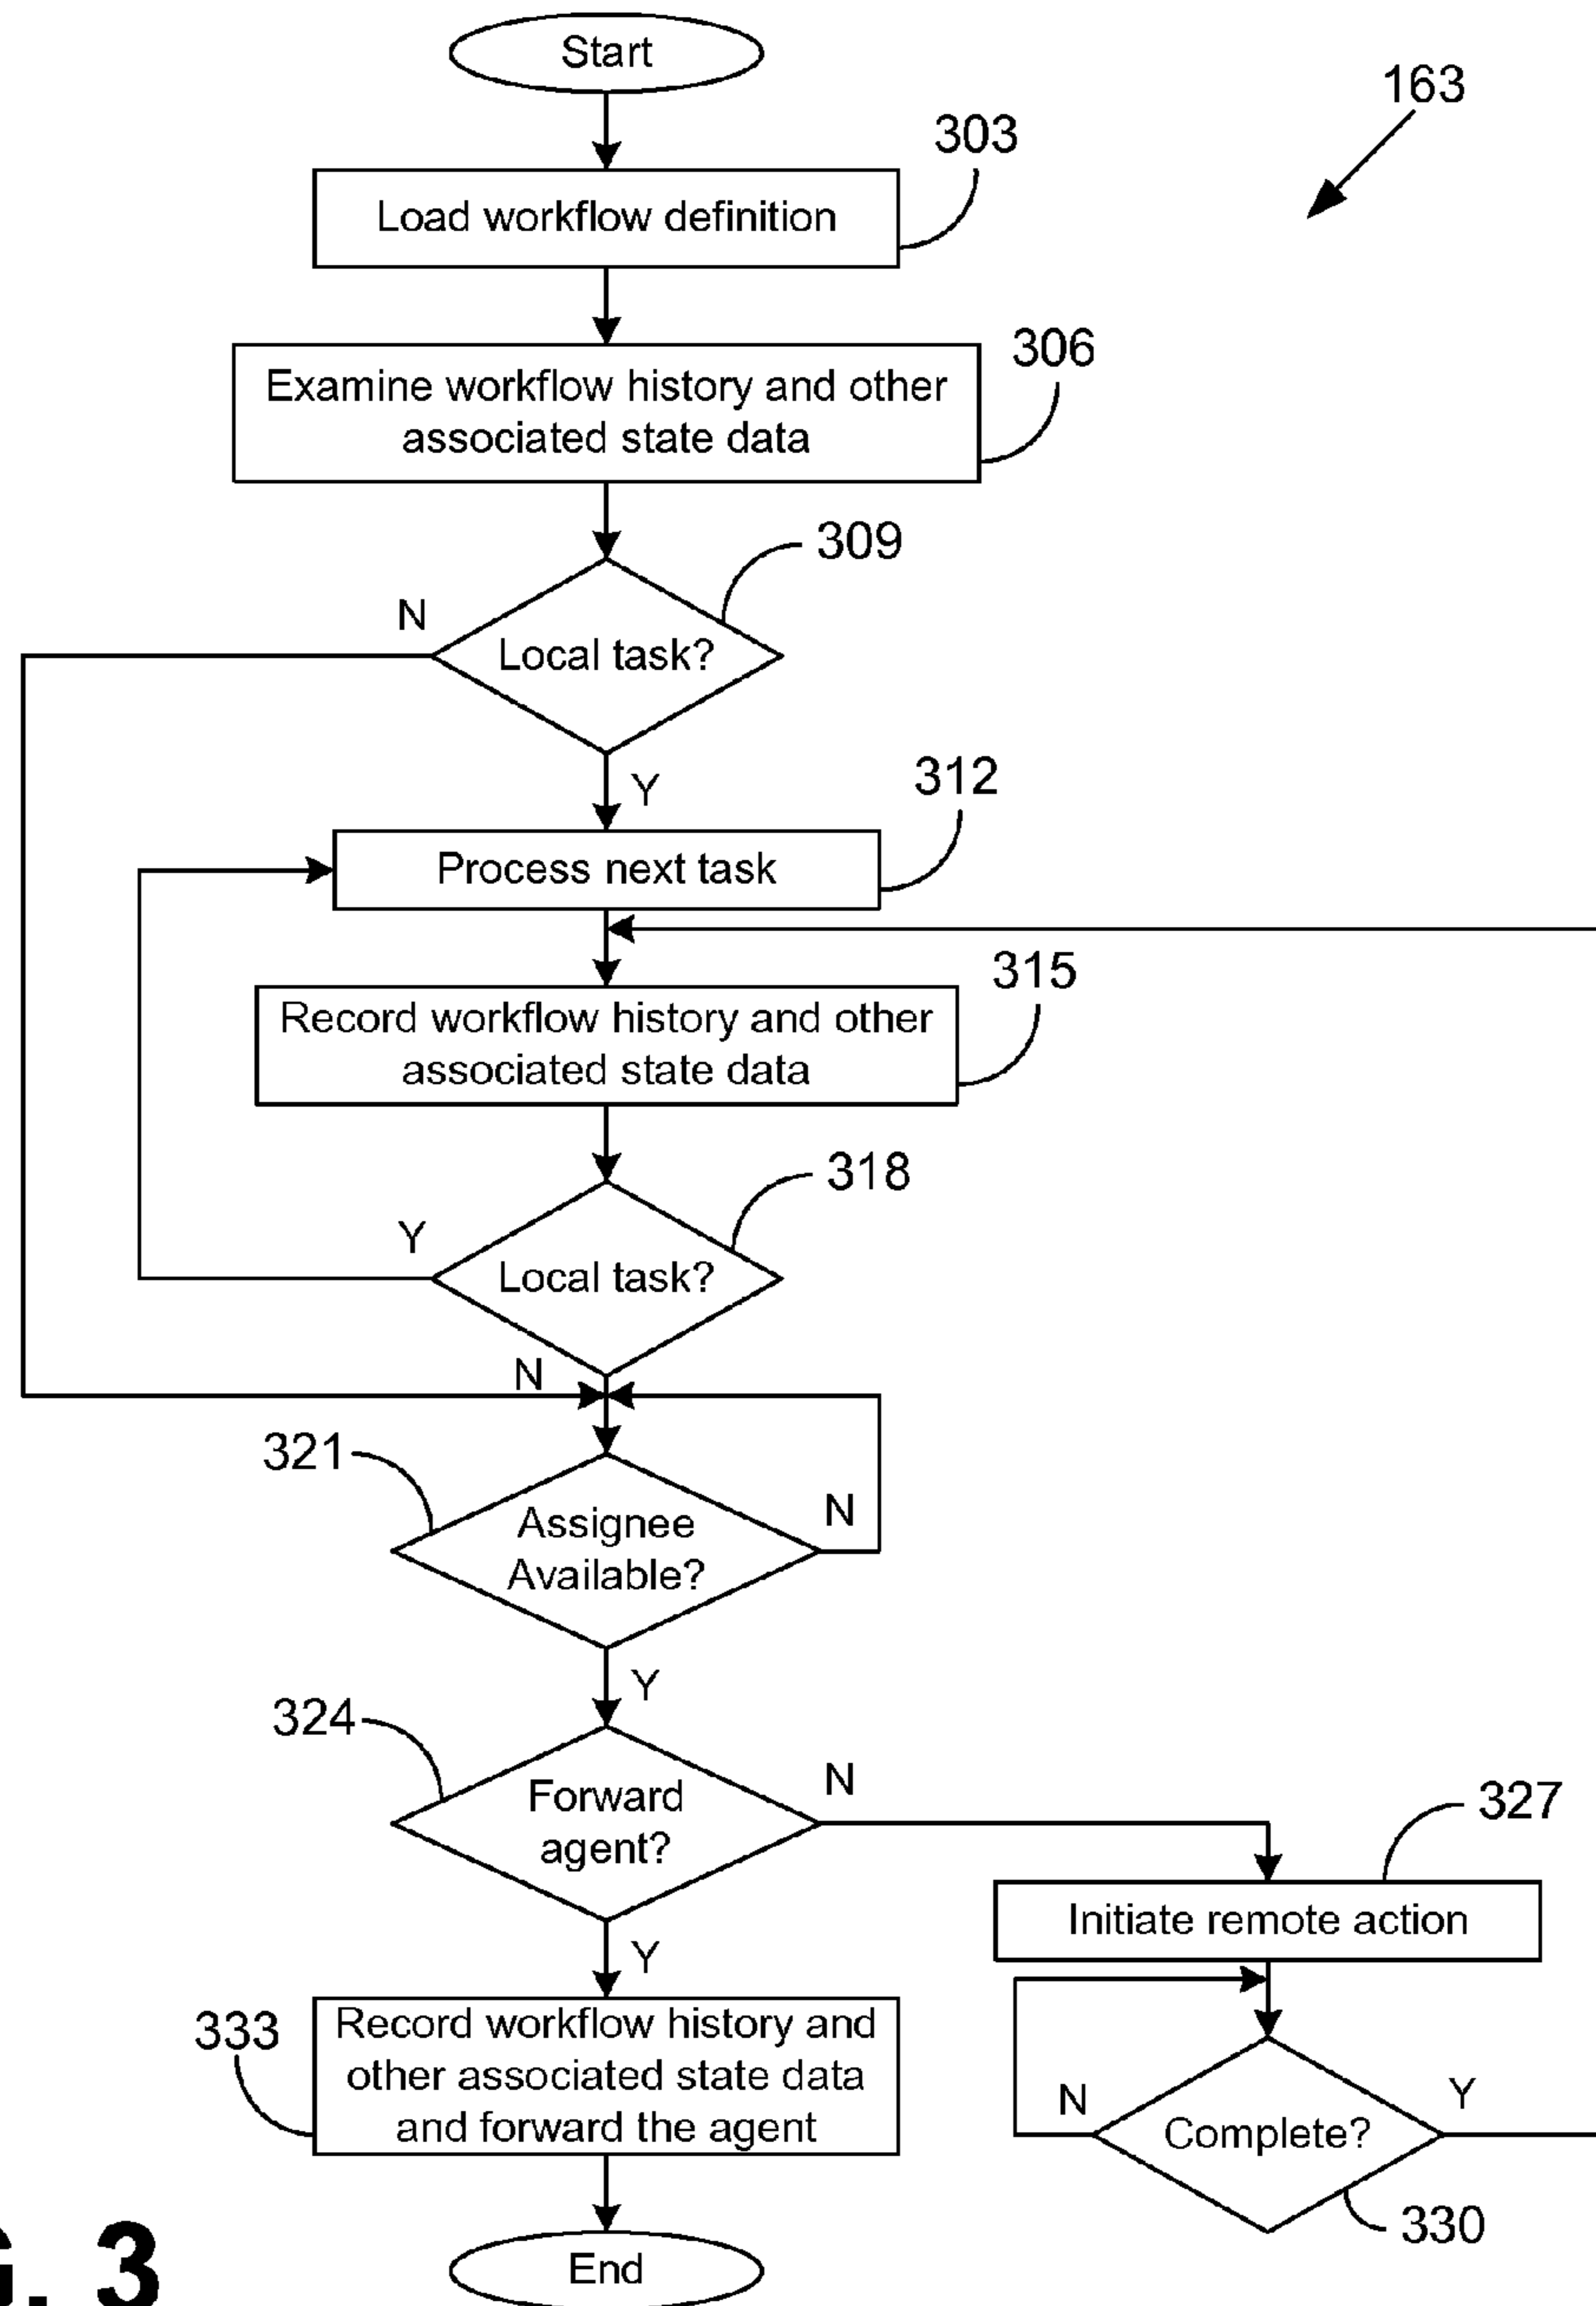 Start
163
303
Load workflow definition
306
Examine workflow history and other
associated state data
309
N
Local task?
Y
312
Process next task
315
Record workflow history and other
associated state data
318
Y
Local task?
N
321
Assignee
Available?
N
Y
324
Forward
agent?
N
327
Initiate remote action
Y
333
Record workflow history and
other associated state data
and forward the agent
N
Complete?
Y
330
End
G. 3